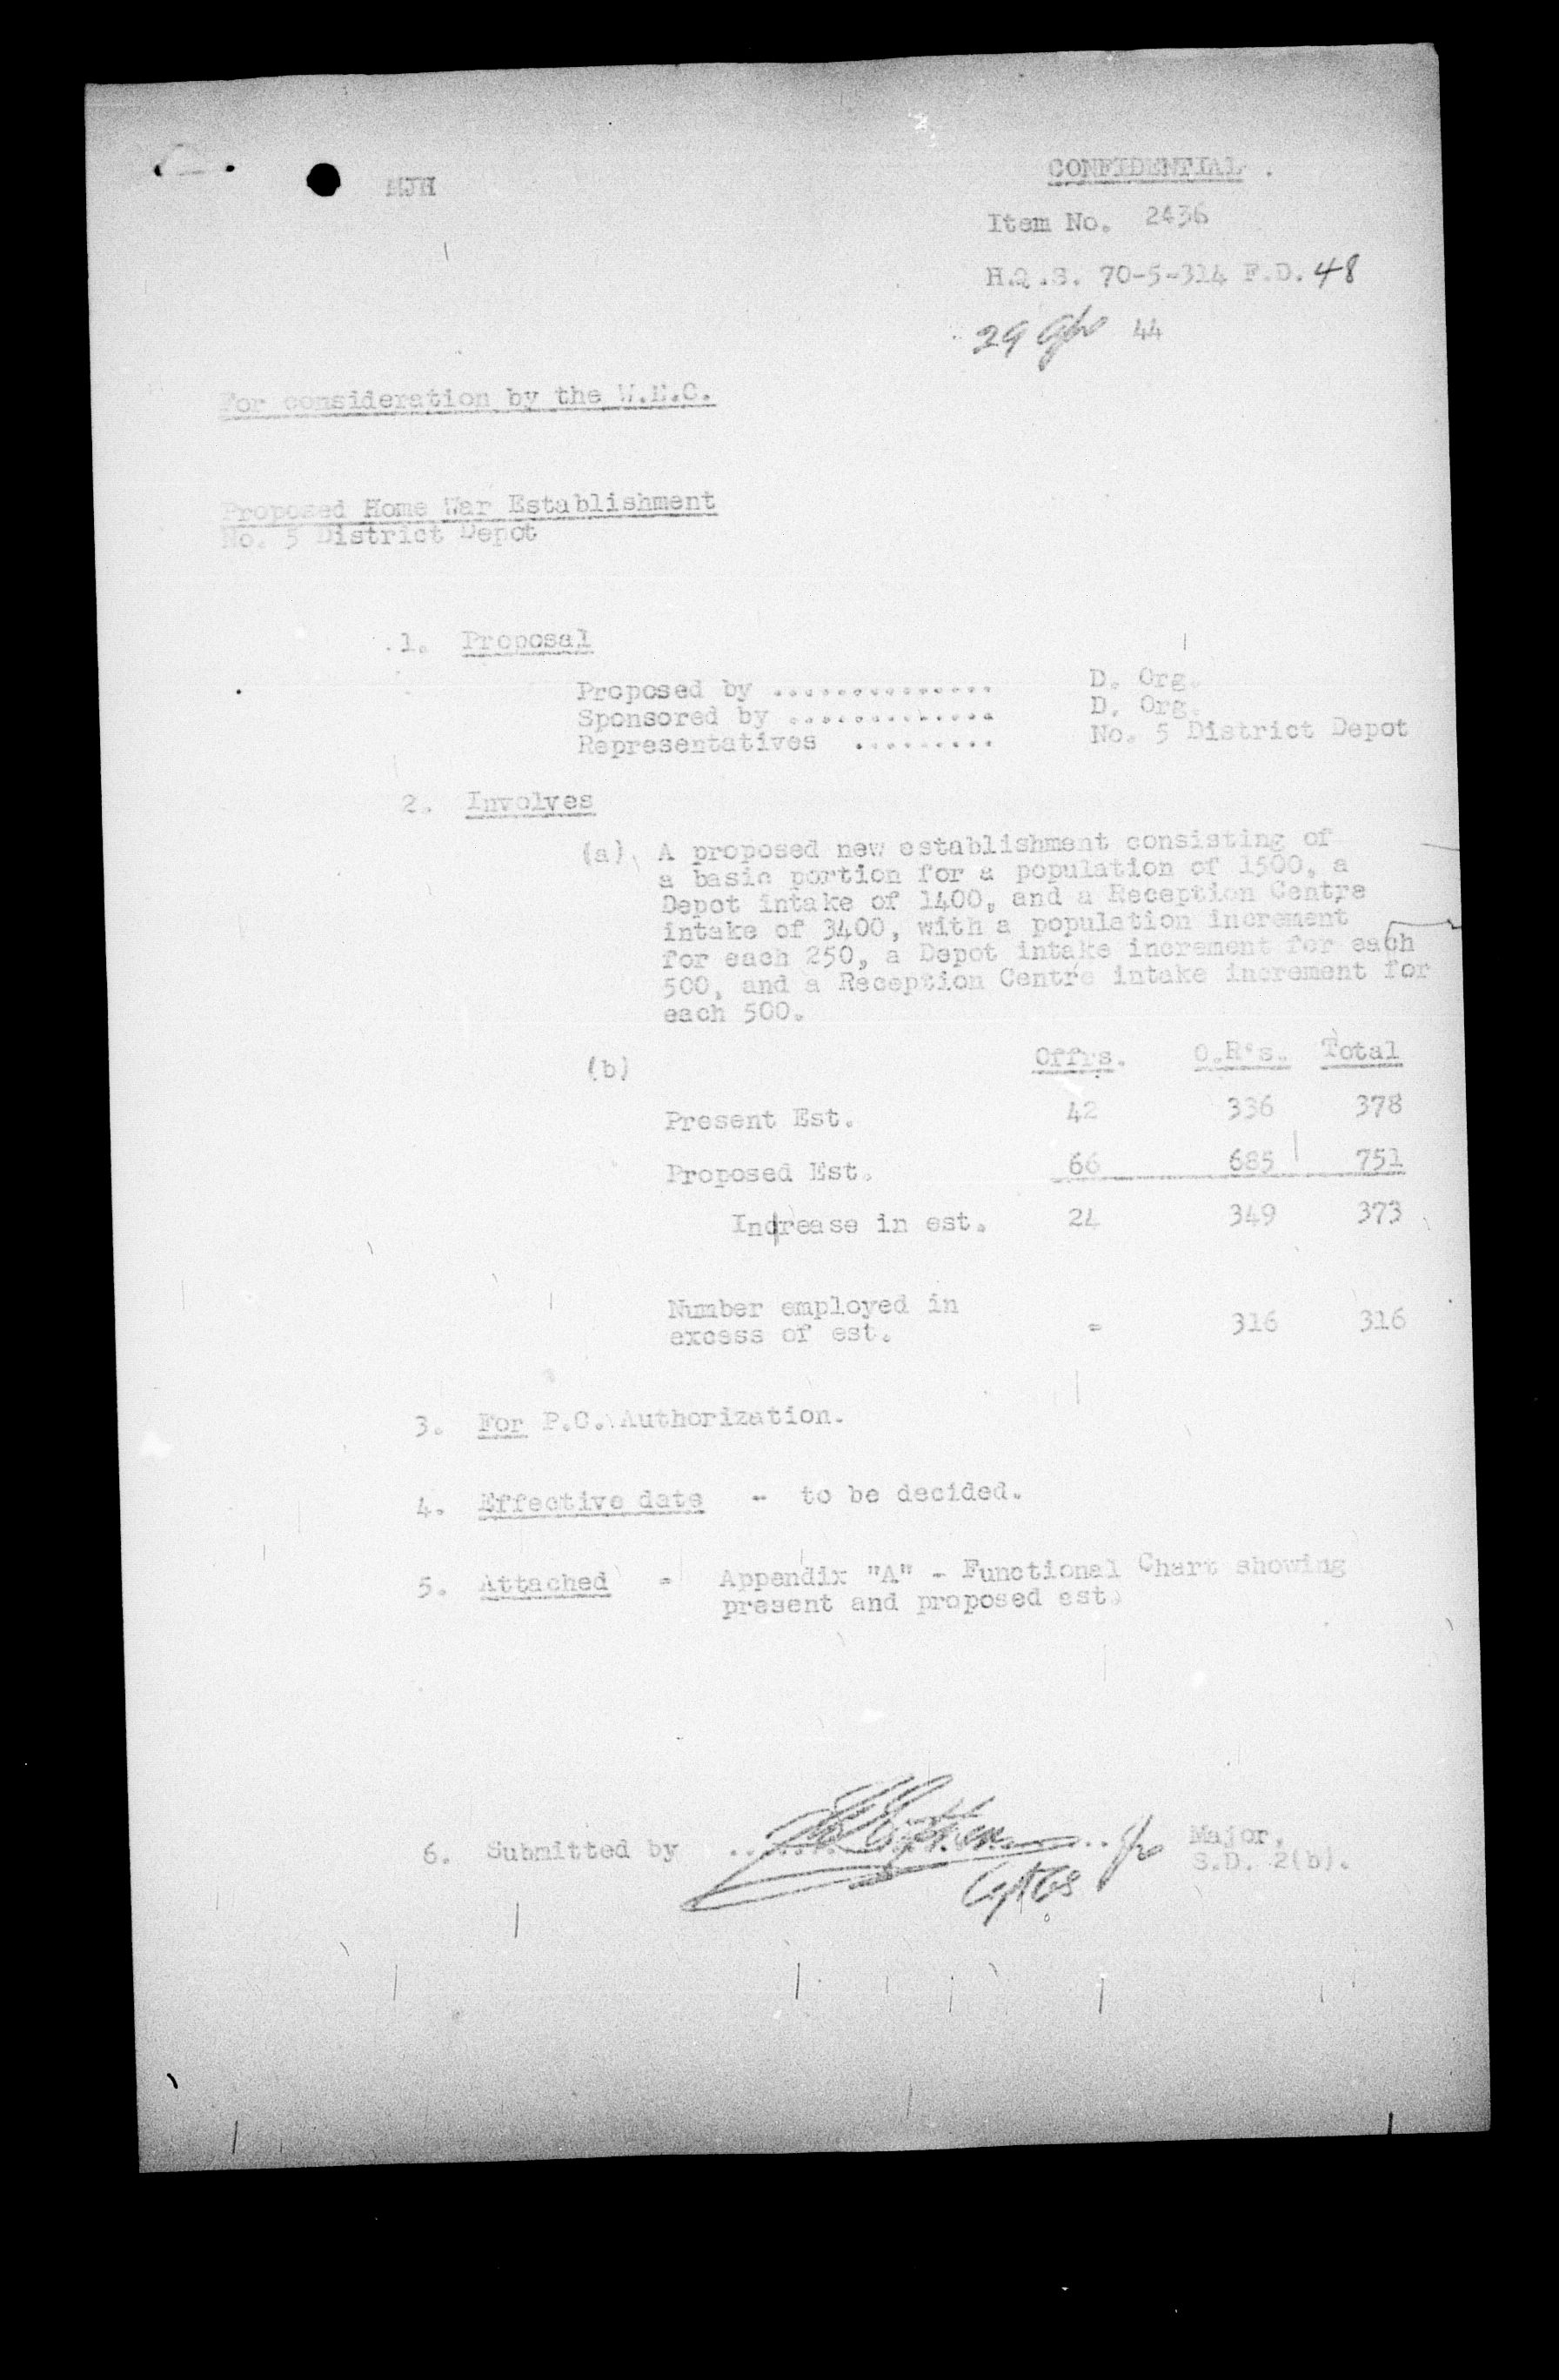 MJH
CONFIDENTIAL.
Item No. 2436
H.Q.S. 70-5-314 F.D. 48
29 Apr 44
For consideration by the W.E.C.
Proposed Home War Establishment
No. 5 District Depot
1. Proposal
Proposed by .............. D. Org.
Sponsored by ............. D. Org.
Representatives ......... No. 5 District Depot
2. Involves
(a) A proposed new establishment consisting of
a basic portion for a population of 1500, a
Depot intake of 1400, and a Reception Centre
intake of 3400, with a population increment
for each 250, a Depot intake increment for each
500, and a Reception Centre intake increment for
each 500.
(b) Offrs. O.R's. Total
Present Est. 42 336 378
Proposed Est. 66 685 751
Increase in est. 24 349 373
Number employed in
excess of est. - 316 316
3. For P.C. Authorization.
4. Effective date - to be decided.
5. Attached - Appendix "A" - Functional Chart showing
present and proposed est.
6. Submitted by .......... for Major,
S.D. 2(b).